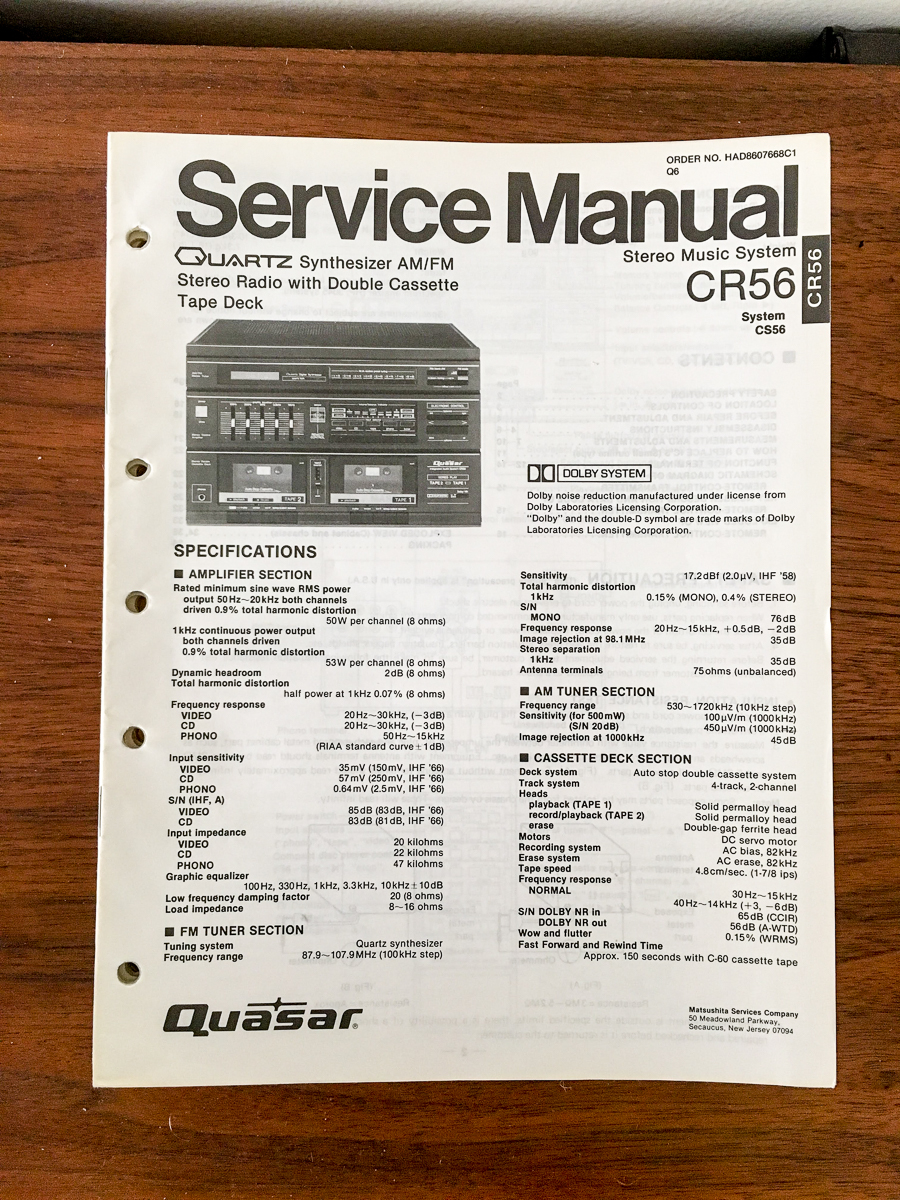 ORDER NO. HAD8607668C1
Q6
Service Manual
QUARTZ Synthesizer AM/FM
Stereo Radio with Double Cassette
Tape Deck
Stereo Music System
CR56
System
CS56
CR56
Quasar
TAPE 2
TAPE 1
DOLBY SYSTEM
Dolby noise reduction manufactured under license from
Dolby Laboratories Licensing Corporation.
“Dolby” and the double-D symbol are trade marks of Dolby
Laboratories Licensing Corporation.
SPECIFICATIONS
■ AMPLIFIER SECTION
Rated minimum sine wave RMS power
output 50Hz~20kHz both channels
driven 0.9% total harmonic distortion
50W per channel (8 ohms)
1kHz continuous power output
both channels driven
0.9% total harmonic distortion
53W per channel (8 ohms)
Dynamic headroom 2dB (8 ohms)
Total harmonic distortion
half power at 1kHz 0.07% (8 ohms)
Frequency response
VIDEO 20Hz~30kHz, (−3dB)
CD 20Hz~30kHz, (−3dB)
PHONO 50Hz~15kHz
(RIAA standard curve±1dB)
Input sensitivity
VIDEO 35mV (150mV, IHF '66)
CD 57mV (250mV, IHF '66)
PHONO 0.64mV (2.5mV, IHF '66)
S/N (IHF, A)
VIDEO 85dB (83dB, IHF '66)
CD 83dB (81dB, IHF '66)
Input impedance
VIDEO 20 kilohms
CD 22 kilohms
PHONO 47 kilohms
Graphic equalizer
100Hz, 330Hz, 1kHz, 3.3kHz, 10kHz±10dB
Low frequency damping factor 20 (8 ohms)
Load impedance 8~16 ohms
■ FM TUNER SECTION
Tuning system Quartz synthesizer
Frequency range 87.9~107.9MHz (100kHz step)
Sensitivity 17.2dBf (2.0μV, IHF '58)
Total harmonic distortion
1kHz 0.15% (MONO), 0.4% (STEREO)
S/N
MONO 76dB
Frequency response 20Hz~15kHz, +0.5dB, −2dB
Image rejection at 98.1MHz 35dB
Stereo separation
1kHz 35dB
Antenna terminals 75ohms (unbalanced)
■ AM TUNER SECTION
Frequency range 530~1720kHz (10kHz step)
Sensitivity (for 500mW) 100μV/m (1000kHz)
(S/N 20dB) 450μV/m (1000kHz)
Image rejection at 1000kHz 45dB
■ CASSETTE DECK SECTION
Deck system Auto stop double cassette system
Track system 4-track, 2-channel
Heads
playback (TAPE 1) Solid permalloy head
record/playback (TAPE 2) Solid permalloy head
erase Double-gap ferrite head
Motors DC servo motor
Recording system AC bias, 82kHz
Erase system AC erase, 82kHz
Tape speed 4.8cm/sec. (1-7/8 ips)
Frequency response
NORMAL 30Hz~15kHz
40Hz~14kHz (+3, −6dB)
S/N DOLBY NR in 65dB (CCIR)
DOLBY NR out 56dB (A-WTD)
Wow and flutter 0.15% (WRMS)
Fast Forward and Rewind Time
Approx. 150 seconds with C-60 cassette tape
Quasar®
Matsushita Services Company
50 Meadowland Parkway,
Secaucus, New Jersey 07094